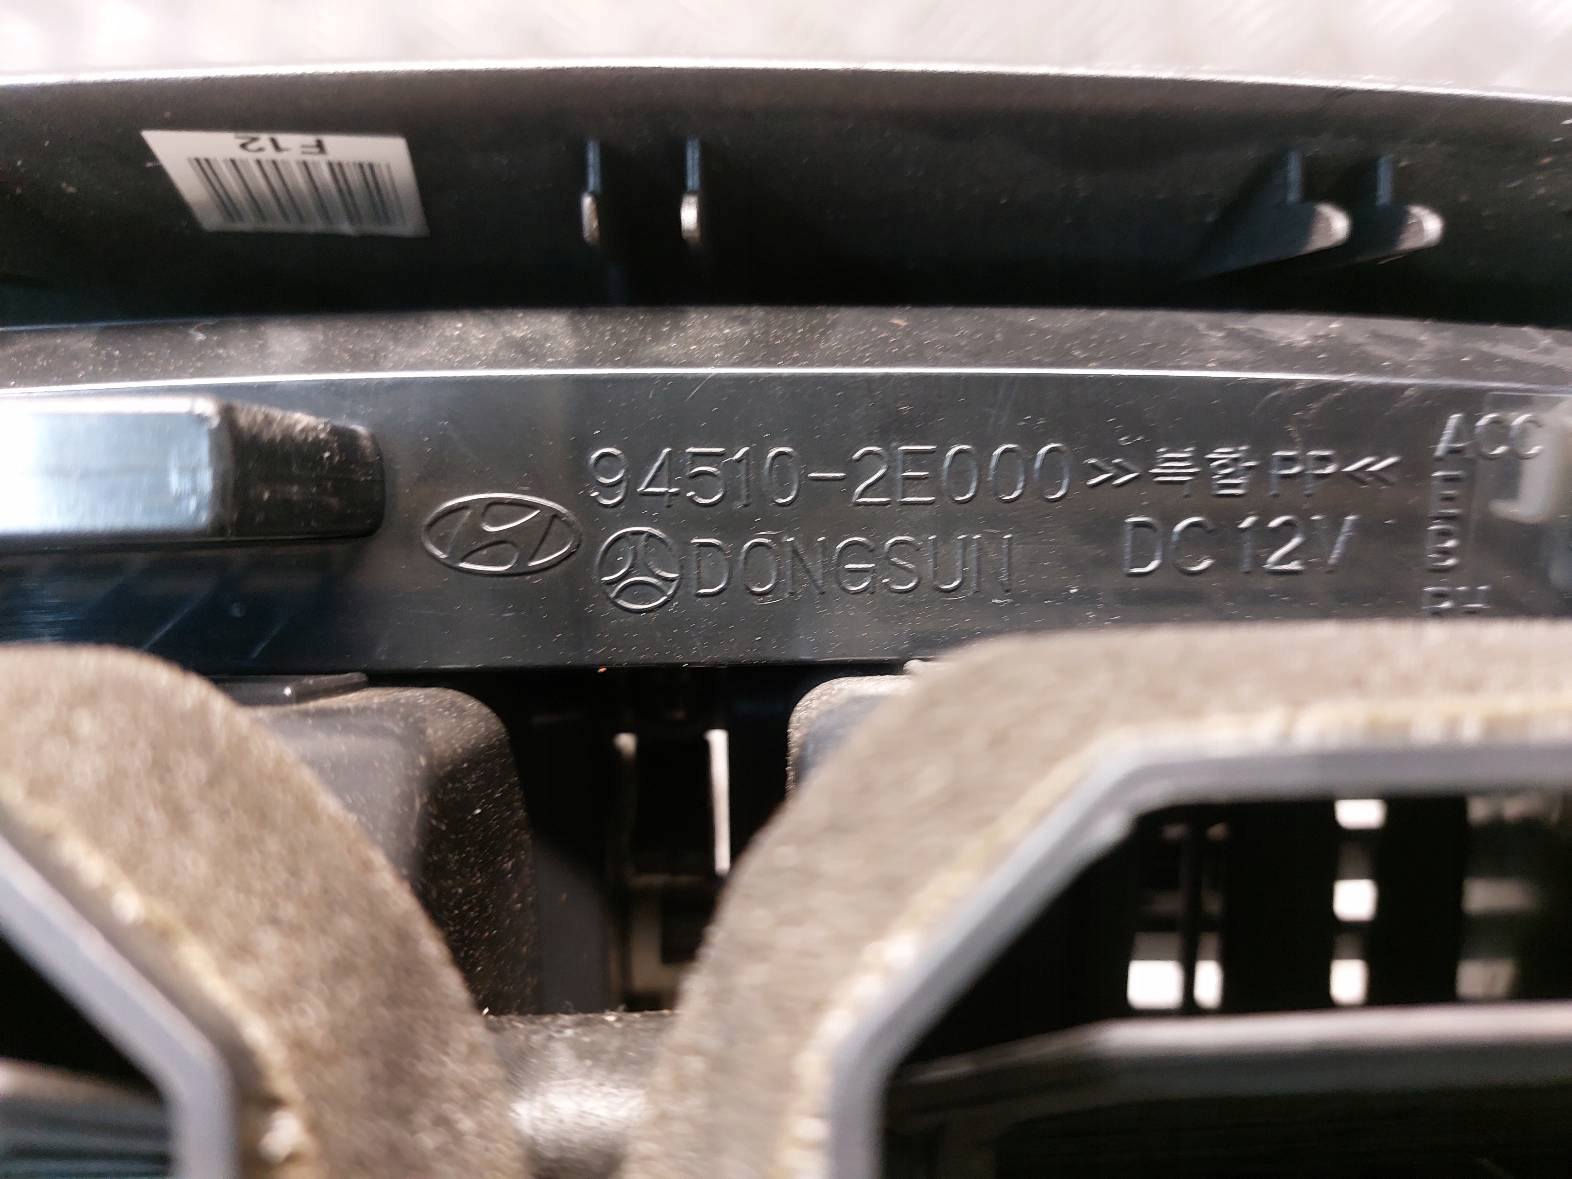 F12
94510-2E000 >>복합PP<<
DONGSUN
DC 12V
ACC
E
B